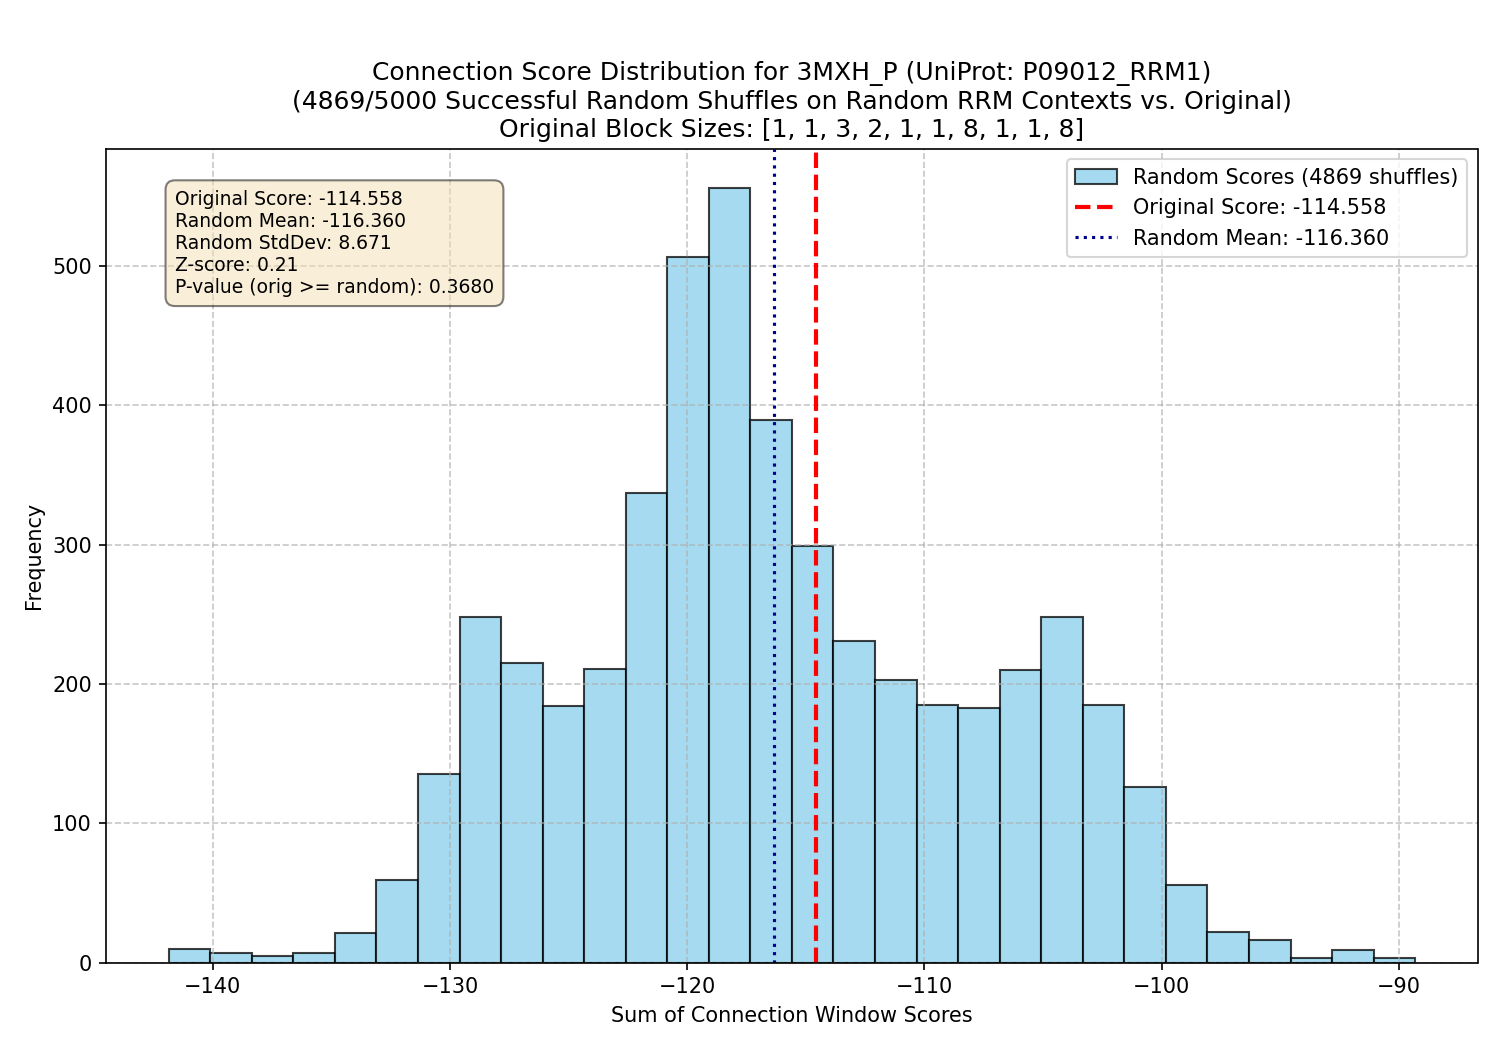 Connection Score Distribution for 3MXH_P (UniProt: P09012_RRM1)
(4869/5000 Successful Random Shuffles on Random RRM Contexts vs. Original)
Original Block Sizes: [1, 1, 3, 2, 1, 1, 8, 1, 1, 8]
Original Score: -114.558
Random Mean: -116.360
Random StdDev: 8.671
Z-score: 0.21
P-value (orig >= random): 0.3680
Random Scores (4869 shuffles)
Original Score: -114.558
Random Mean: -116.360
Frequency
500
400
300
200
100
0
−140
−130
−120
−110
−100
−90
Sum of Connection Window Scores